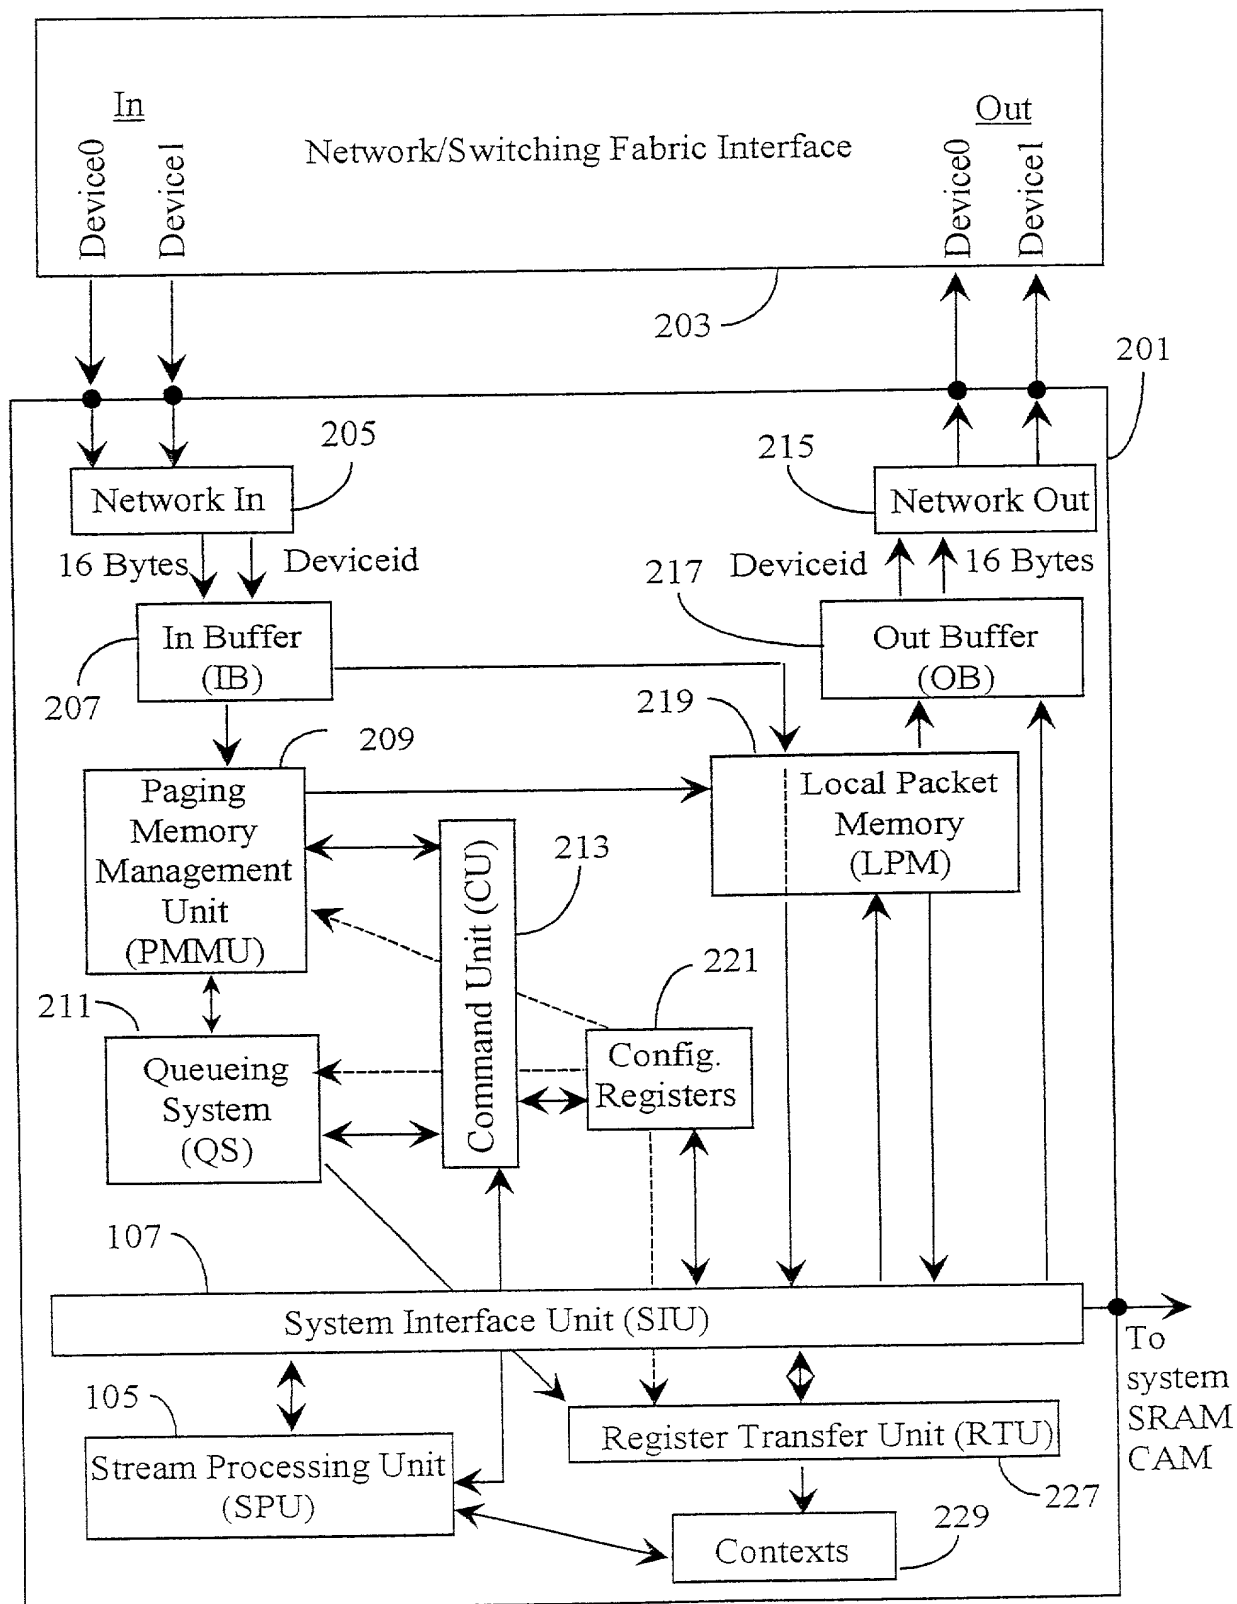 In
Out
Device0
Device1
Network/Switching Fabric Interface
Device0
Device1
203
201
205
215
Network In
Network Out
16 Bytes
Deviceid
Deviceid
16 Bytes
217
In Buffer
(IB)
Out Buffer
(OB)
207
219
209
Paging
Memory
Management
Unit
(PMMU)
Local Packet
Memory
(LPM)
Command Unit (CU)
213
221
211
Queueing
System
(QS)
Config.
Registers
107
System Interface Unit (SIU)
To
system
SRAM
CAM
105
Stream Processing Unit
(SPU)
Register Transfer Unit (RTU)
227
229
Contexts